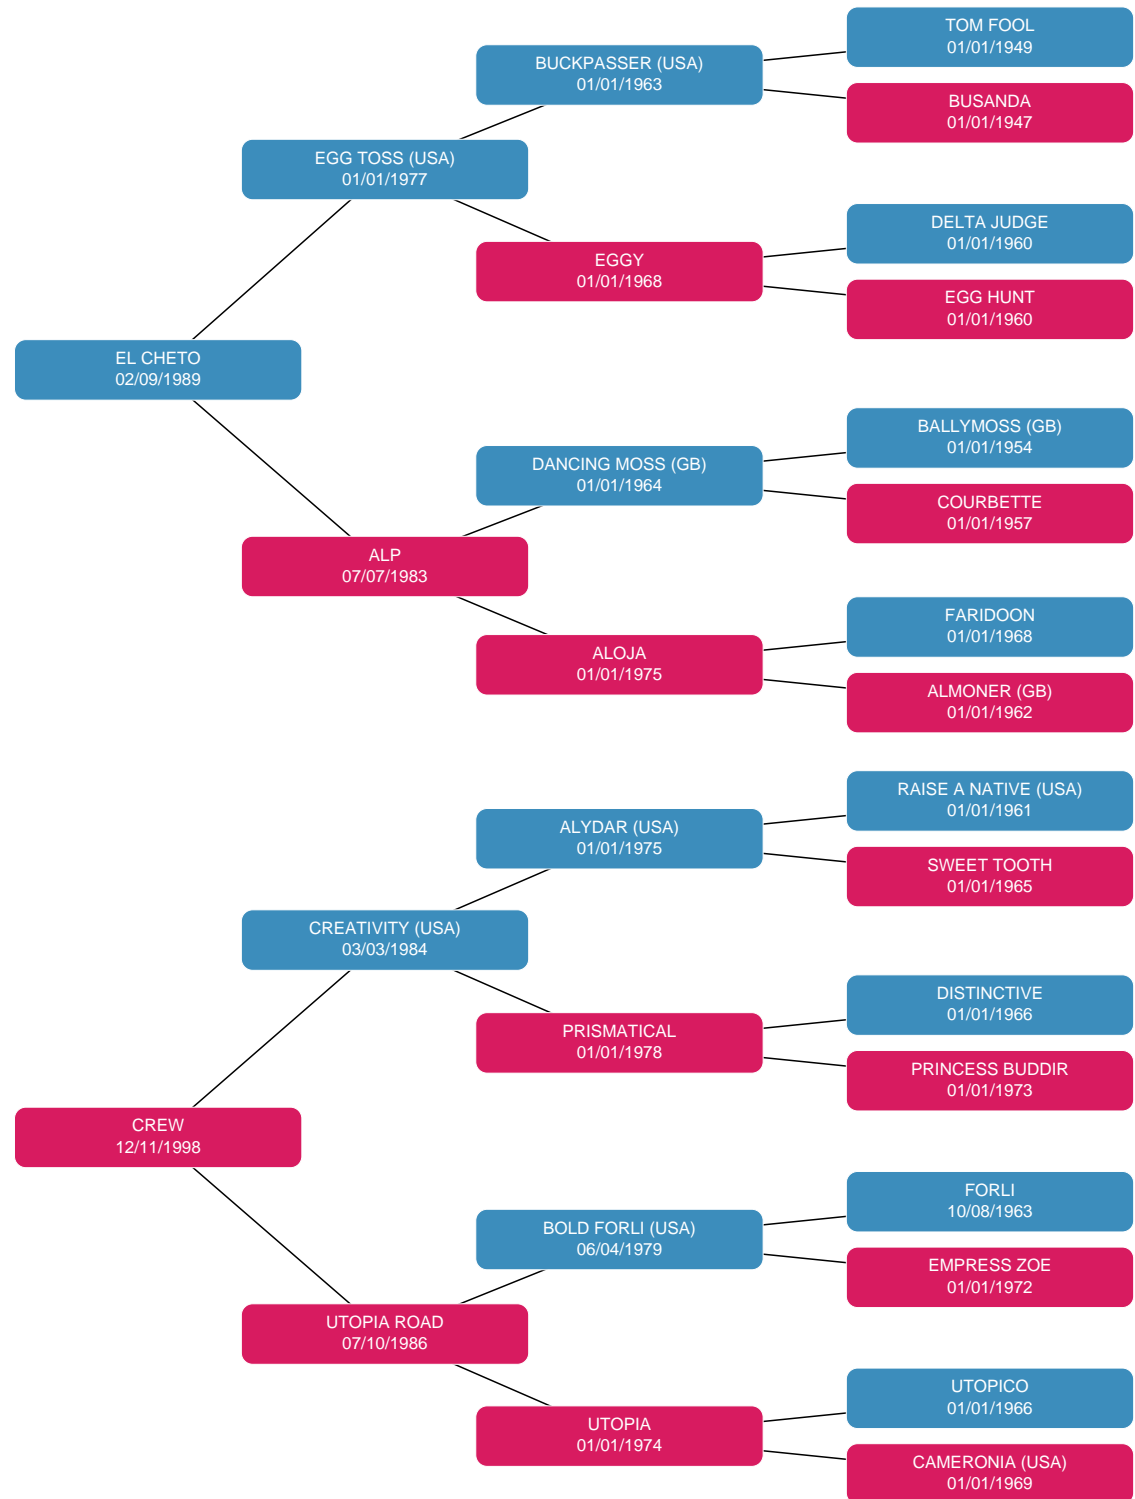 TOM FOOL
01/01/1949
BUCKPASSER (USA)
01/01/1963
BUSANDA
01/01/1947
EGG TOSS (USA)
01/01/1977
DELTA JUDGE
01/01/1960
EGGY
01/01/1968
EGG HUNT
01/01/1960
EL CHETO
02/09/1989
BALLYMOSS (GB)
01/01/1954
DANCING MOSS (GB)
01/01/1964
COURBETTE
01/01/1957
ALP
07/07/1983
FARIDOON
01/01/1968
ALOJA
01/01/1975
ALMONER (GB)
01/01/1962
RAISE A NATIVE (USA)
01/01/1961
ALYDAR (USA)
01/01/1975
SWEET TOOTH
01/01/1965
CREATIVITY (USA)
03/03/1984
DISTINCTIVE
01/01/1966
PRISMATICAL
01/01/1978
PRINCESS BUDDIR
01/01/1973
CREW
12/11/1998
FORLI
10/08/1963
BOLD FORLI (USA)
06/04/1979
EMPRESS ZOE
01/01/1972
UTOPIA ROAD
07/10/1986
UTOPICO
01/01/1966
UTOPIA
01/01/1974
CAMERONIA (USA)
01/01/1969